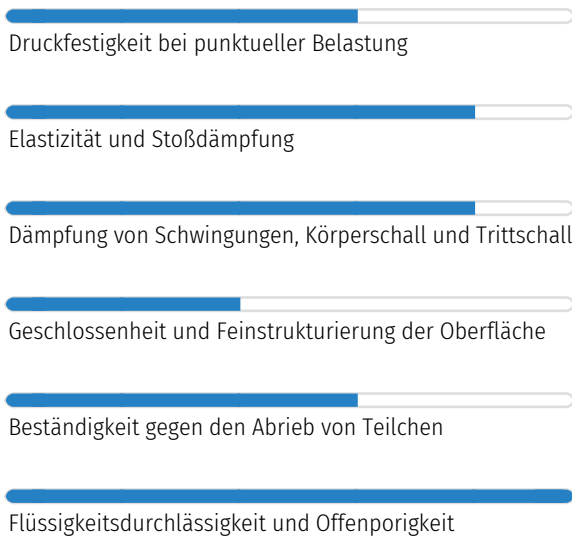 Druckfestigkeit bei punktueller Belastung
Elastizität und Stoßdämpfung
Dämpfung von Schwingungen, Körperschall und Trittschall
Geschlossenheit und Feinstrukturierung der Oberfläche
Beständigkeit gegen den Abrieb von Teilchen
Flüssigkeitsdurchlässigkeit und Offenporigkeit